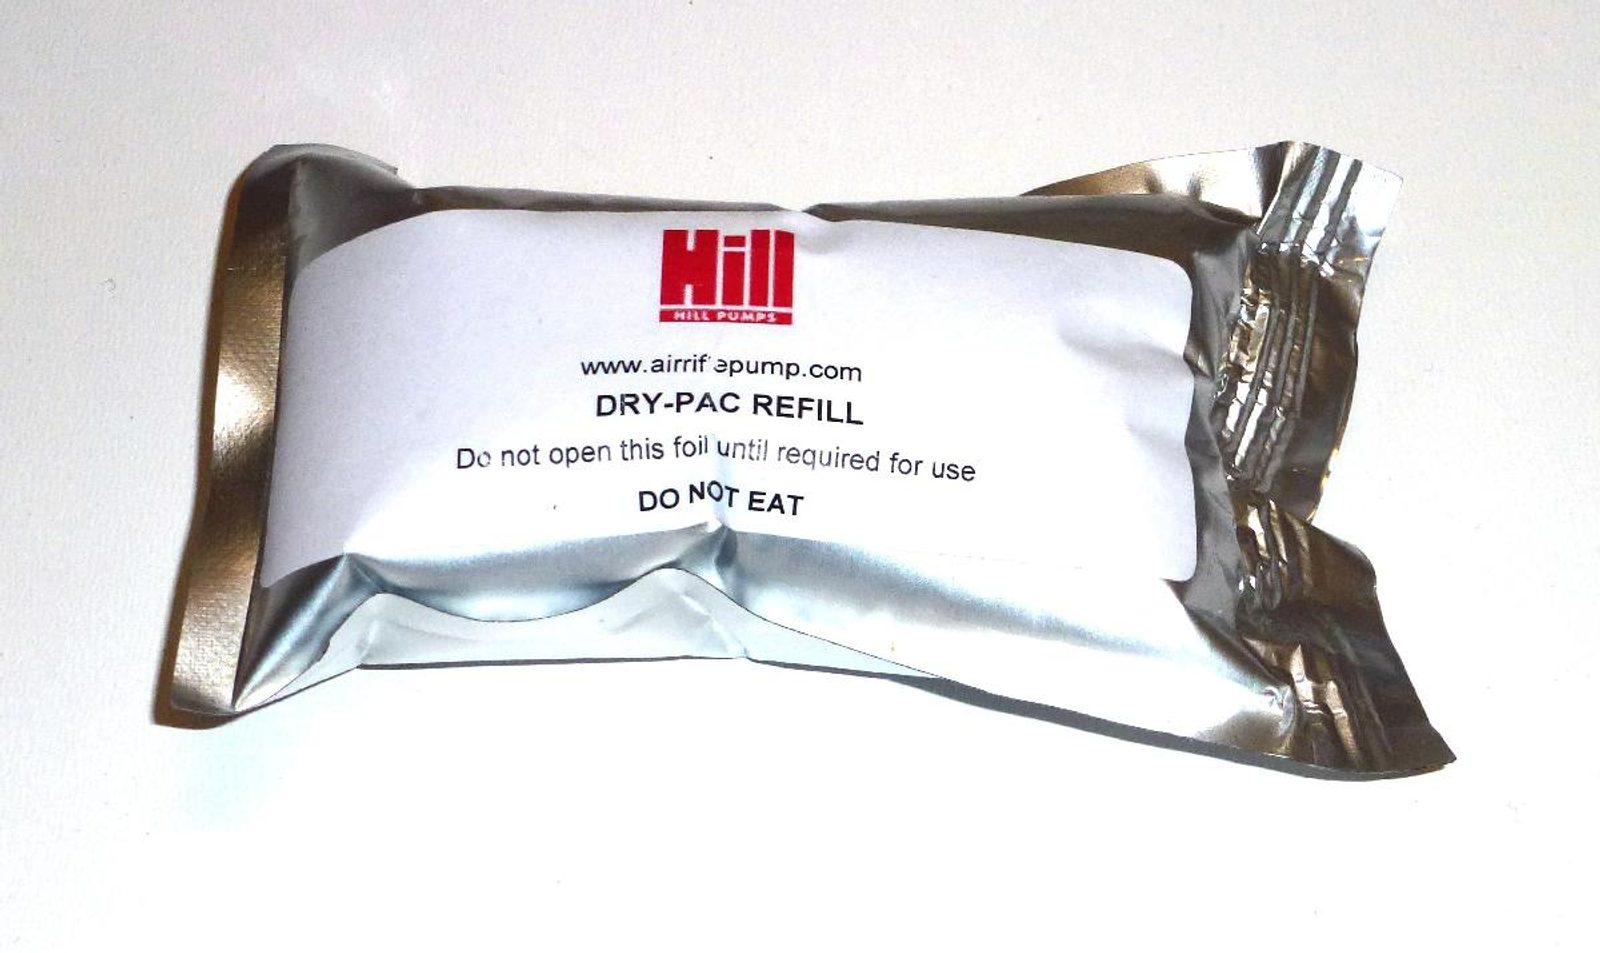 Hill
HILL PUMPS
www.airriflepump.com
DRY-PAC REFILL
Do not open this foil until required for use
DO NOT EAT